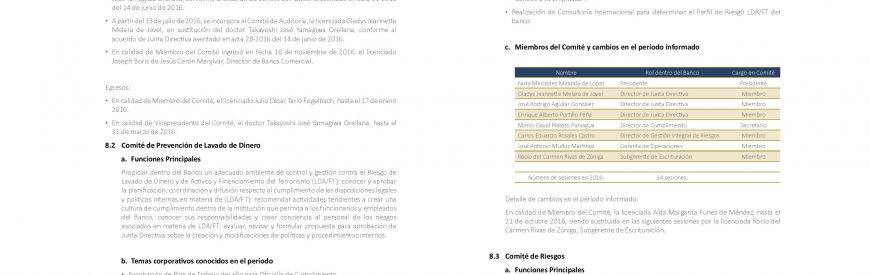 del 14 de junio de 2016.
• A partir del 13 de julio de 2016, se incorpora al Comité de Auditoría, la licenciada Gladys Jeannette
Melara de Jovel, en sustitución del doctor Takayoshi José Yamagiwa Orellana, conforme al
acuerdo de Junta Directiva asentado en acta 28-2016 del 14 de junio de 2016.
• En calidad de Miembro del Comité ingresó en fecha 16 de noviembre de 2016, el licenciado
Joseph Boris de Jesús Cerón Menjívar, Director de Banca Comercial.
Egresos:
• En calidad de Miembro del Comité, el licenciado Julio César Tario Fogelbach, hasta el 17 de enero
2016.
• En calidad de Vicepresidente del Comité, el doctor Takayoshi José Yamagiwa Orellana, hasta el
31 de marzo de 2016.
8.2 Comité de Prevención de Lavado de Dinero
a. Funciones Principales
Propiciar dentro del Banco un adecuado ambiente de control y gestión contra el Riesgo de
Lavado de Dinero y de Activos y Financiamiento del Terrorismo (LDA/FT); conocer y aprobar
la planificación, coordinación y difusión respecto al cumplimiento de las disposiciones legales
y políticas internas en materia de (LDA/FT); recomendar actividades tendientes a crear una
cultura de cumplimiento dentro de la institución que permita a los funcionarios y empleados
del Banco, conocer sus responsabilidades y crear conciencia al personal de los riesgos
asociados en materia de LDA/FT; evaluar, revisar y formular propuesta para aprobación de
Junta Directiva sobre la creación y modificaciones de políticas y procedimientos internos.
b. Temas corporativos conocidos en el periodo
• Aprobación de Plan de Trabajo del año para Oficialía de Cumplimiento.
• Realización de Consultoría Internacional para determinar el Perfil de Riesgo LDA/FT del
banco.
c. Miembros del Comité y cambios en el periodo informado
Nombre Rol dentro del Banco Cargo en Comité
Nora Mercedes Miranda de López Presidente Presidente
Gladys Jeannette Melara de Jovel Director de Junta Directiva Miembro
José Rodrigo Aguilar González Director de Junta Directiva Miembro
Enrique Alberto Portillo Peña Director de Junta Directiva Miembro
Marco David Platero Paniagua Director de Cumplimiento Secretario
Carlos Eduardo Rosales Castro Director de Gestión Integral de Riesgos Miembro
José Antonio Muñoz Martínez Gerente de Operaciones Miembro
Rocío del Carmen Rivas de Zúniga Subgerente de Escrituración Miembro
Número de sesiones en 2016: 14 sesiones.
Detalle de cambios en el periodo informado:
En calidad de Miembro del Comité, la licenciada Alda Margarita Funes de Méndez, hasta el
21 de octubre 2016, siendo sustituida en las siguientes sesiones por la licenciada Rocío del
Carmen Rivas de Zúniga, Subgerente de Escrituración.
8.3 Comité de Riesgos
a. Funciones Principales